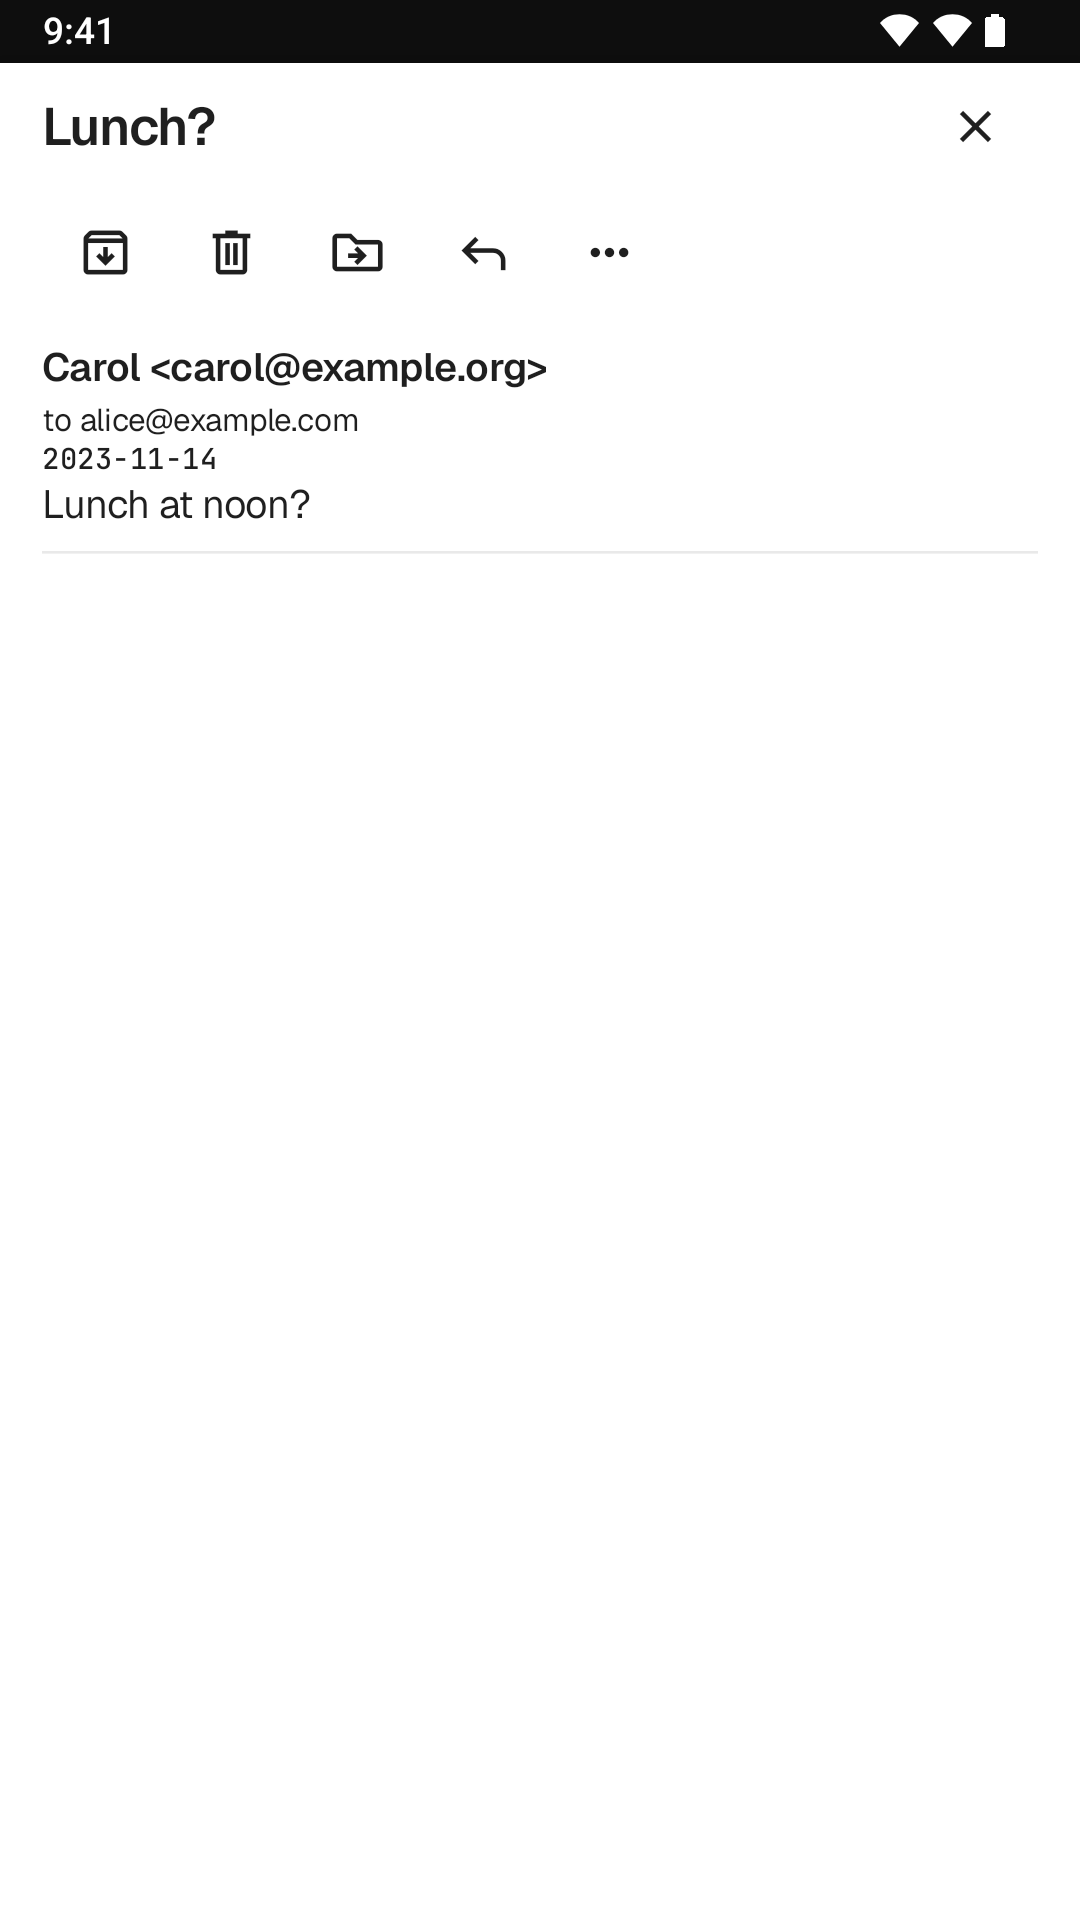 9:41
Lunch?
Carol <carol@example.org>
to alice@example.com
2023-11-14
Lunch at noon?